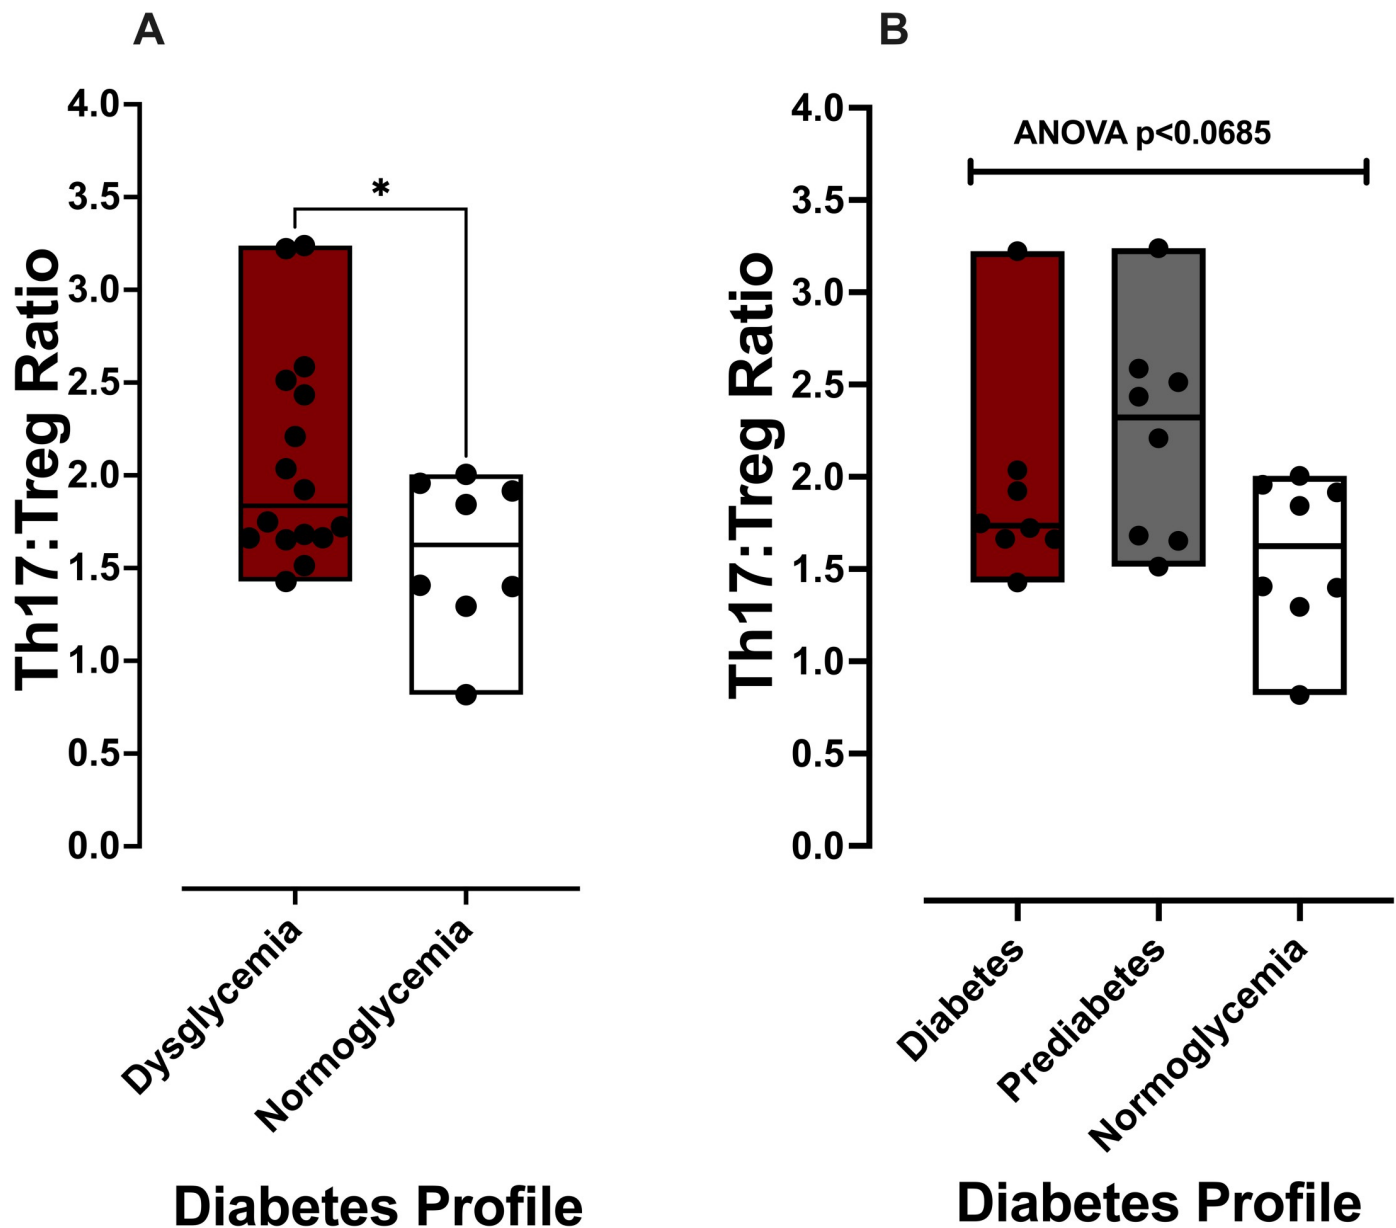 A
Th17:Treg Ratio
4.0
3.5
3.0
2.5
2.0
1.5
1.0
0.5
0.0
*
Dysglycemia
Normoglycemia
Diabetes Profile
B
Th17:Treg Ratio
4.0
3.5
3.0
2.5
2.0
1.5
1.0
0.5
0.0
ANOVA p<0.0685
Diabetes
Prediabetes
Normoglycemia
Diabetes Profile